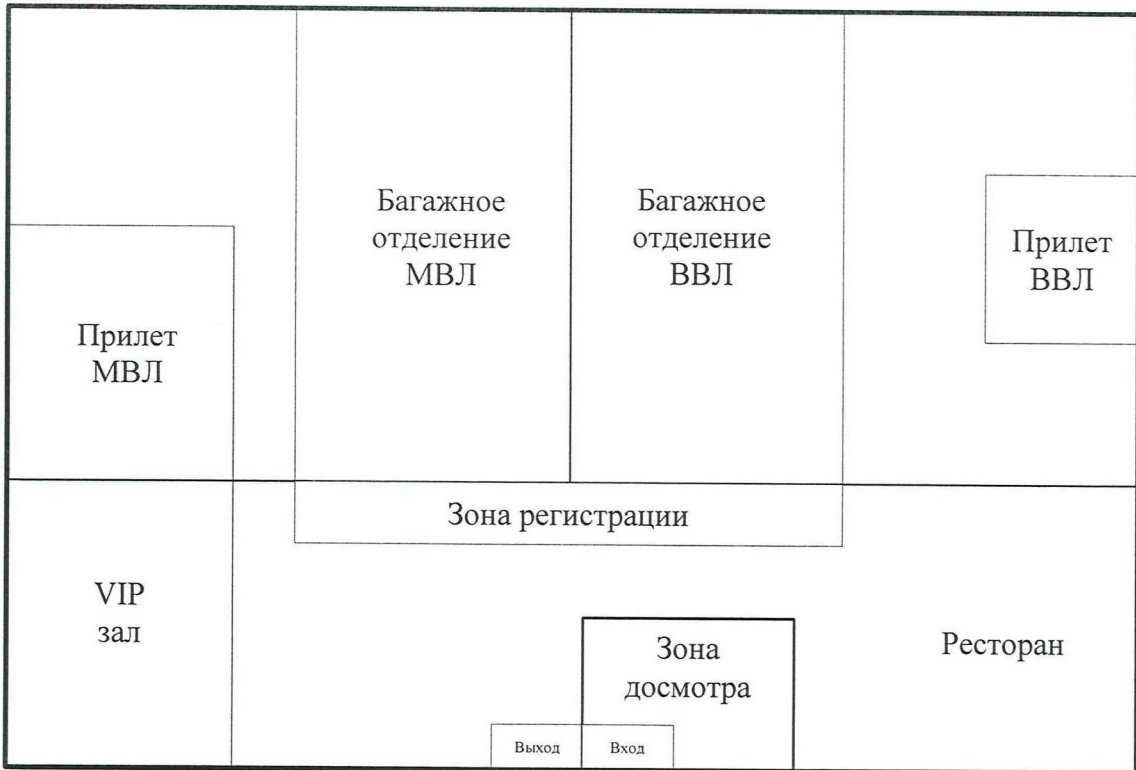 Багажное
отделение
МВЛ
Багажное
отделение
ВВЛ
Прилет
ВВЛ
Прилет
МВЛ
Зона регистрации
VIP
зал
Зона
досмотра
Ресторан
Выход
Вход